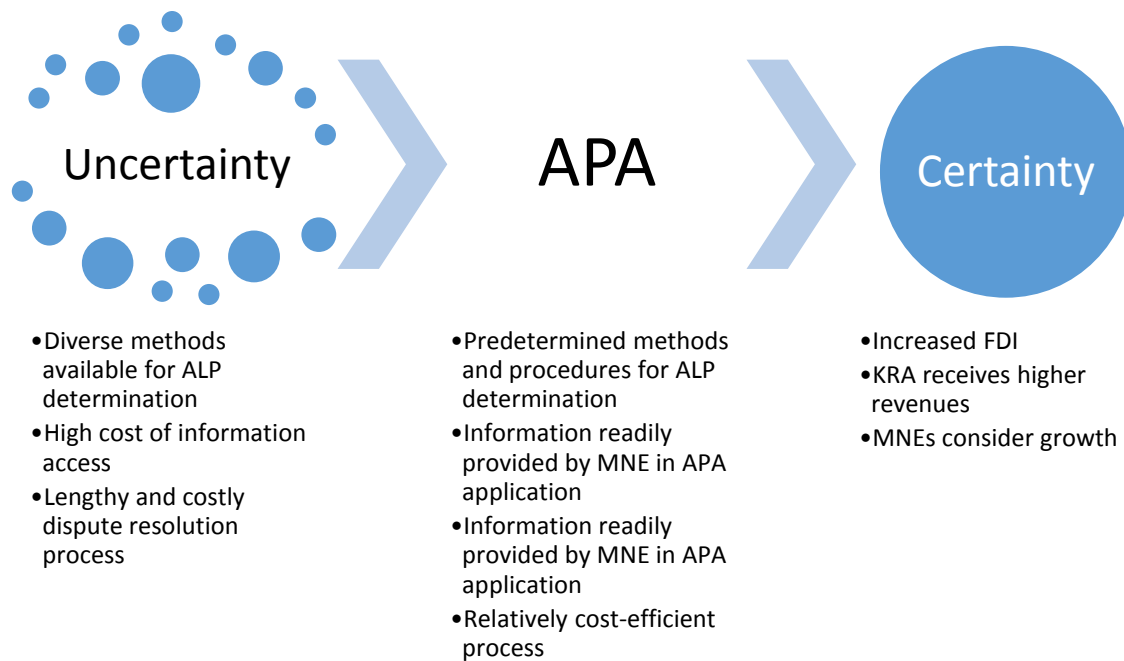 Uncertainty
APA
Certainty
•Diverse methods
available for ALP
determination
•High cost of information
access
•Lengthy and costly
dispute resolution
process
•Predetermined methods
and procedures for ALP
determination
•Information readily
provided by MNE in APA
application
•Information readily
provided by MNE in APA
application
•Relatively cost-efficient
process
•Increased FDI
•KRA receives higher
revenues
•MNEs consider growth